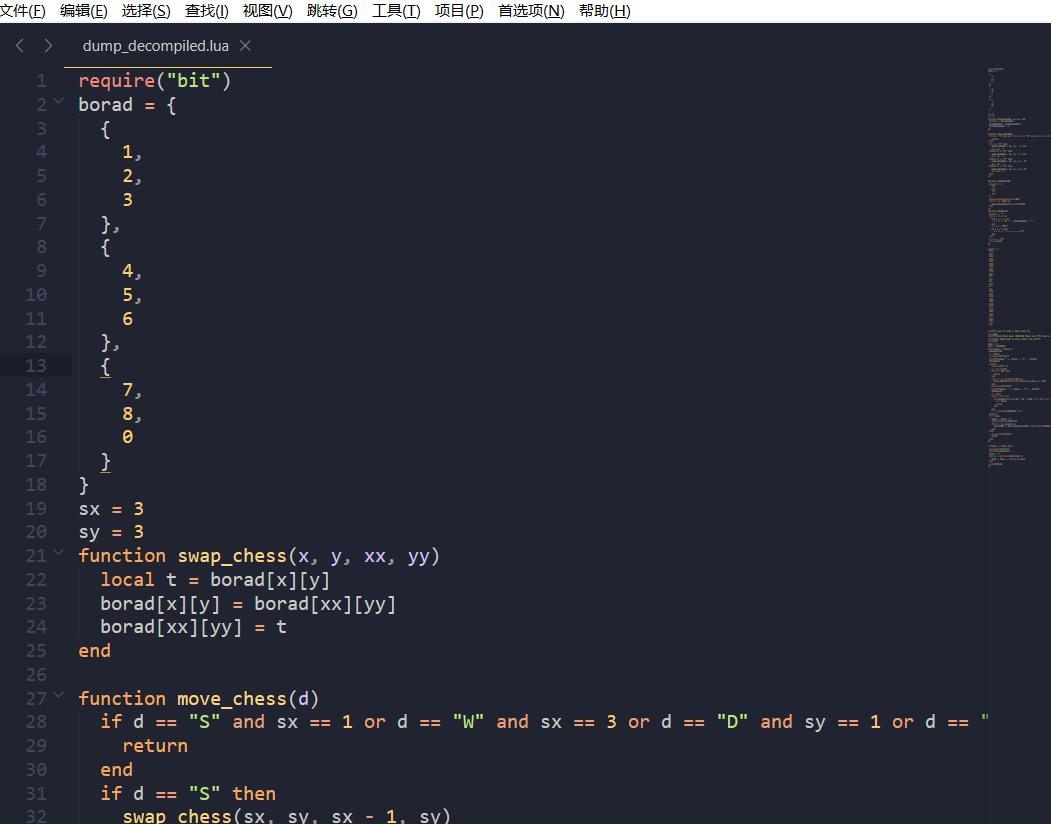 文件(F) 编辑(E) 选择(S) 查找(I) 视图(V) 跳转(G) 工具(T) 项目(P) 首选项(N) 帮助(H)
dump_decompiled.lua
1 require("bit")
2 borad = {
3 {
4 1,
5 2,
6 3
7 },
8 {
9 4,
10 5,
11 6
12 },
13 {
14 7,
15 8,
16 0
17 }
18 }
19 sx = 3
20 sy = 3
21 function swap_chess(x, y, xx, yy)
22 local t = borad[x][y]
23 borad[x][y] = borad[xx][yy]
24 borad[xx][yy] = t
25 end
26
27 function move_chess(d)
28 if d == "S" and sx == 1 or d == "W" and sx == 3 or d == "D" and sy == 1 or d == "
29 return
30 end
31 if d == "S" then
32 swap_chess(sx, sy, sx - 1, sy)